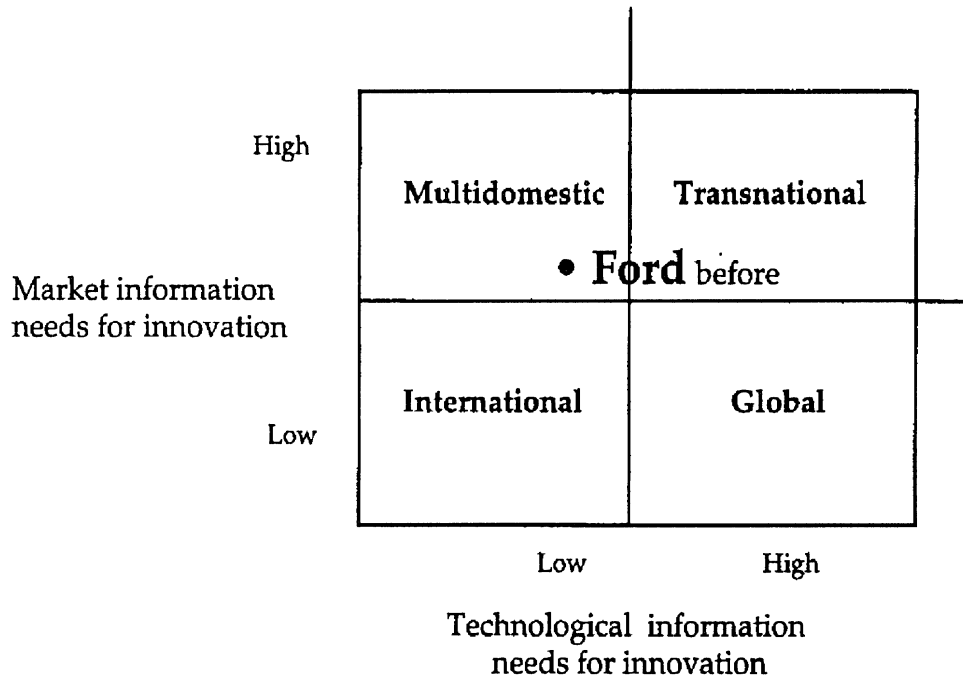 High
Multidomestic
Transnational
Ford before
Market information
needs for innovation
International
Global
Low
Low
High
Technological information
needs for innovation